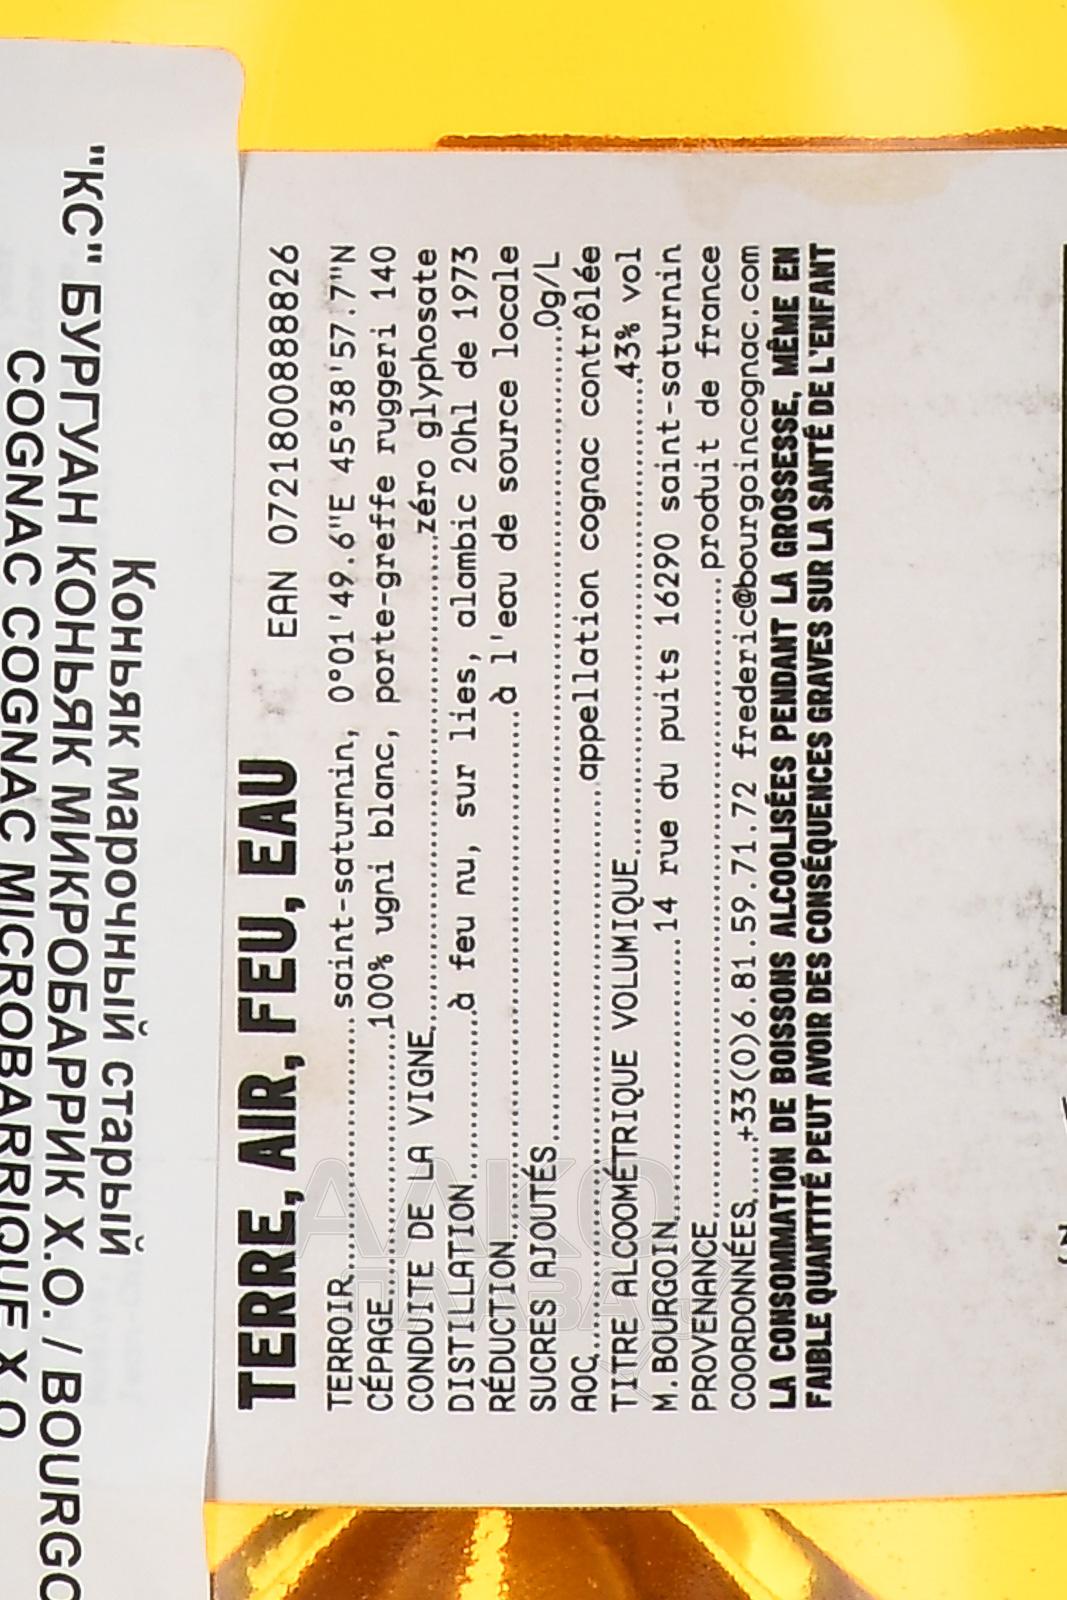 Коньяк марочный старый
"КС" БУРГУАН КОНЬЯК МИКРОБАРРИК Х.О. / BOURGO
COGNAC COGNAC MICROBARRIQUE X.O
TERRE, AIR, FEU, EAU EAN 0721800888826
TERROIR...saint-saturnin, 0°01'49.6"E 45°38'57.7"N
CÉPAGE...100% ugni blanc, porte-greffe ruggeri 140
CONDUITE DE LA VIGNE...zéro glyphosate
DISTILLATION...à feu nu, sur lies, alambic 20hl de 1973
RÉDUCTION...à l'eau de source locale
SUCRES AJOUTÉS...0g/L
AOC...appellation cognac contrôlée
TITRE ALCOOMÉTRIQUE VOLUMIQUE...43% vol
M.BOURGOIN...14 rue du puits 16290 saint-saturnin
PROVENANCE...produit de france
COORDONNÉES...+33(0)6.81.59.71.72 frederic@bourgoincognac.com
LA CONSOMMATION DE BOISSONS ALCOOLISÉES PENDANT LA GROSSESSE, MÊME EN
FAIBLE QUANTITÉ PEUT AVOIR DES CONSÉQUENCES GRAVES SUR LA SANTÉ DE L'ENFANT